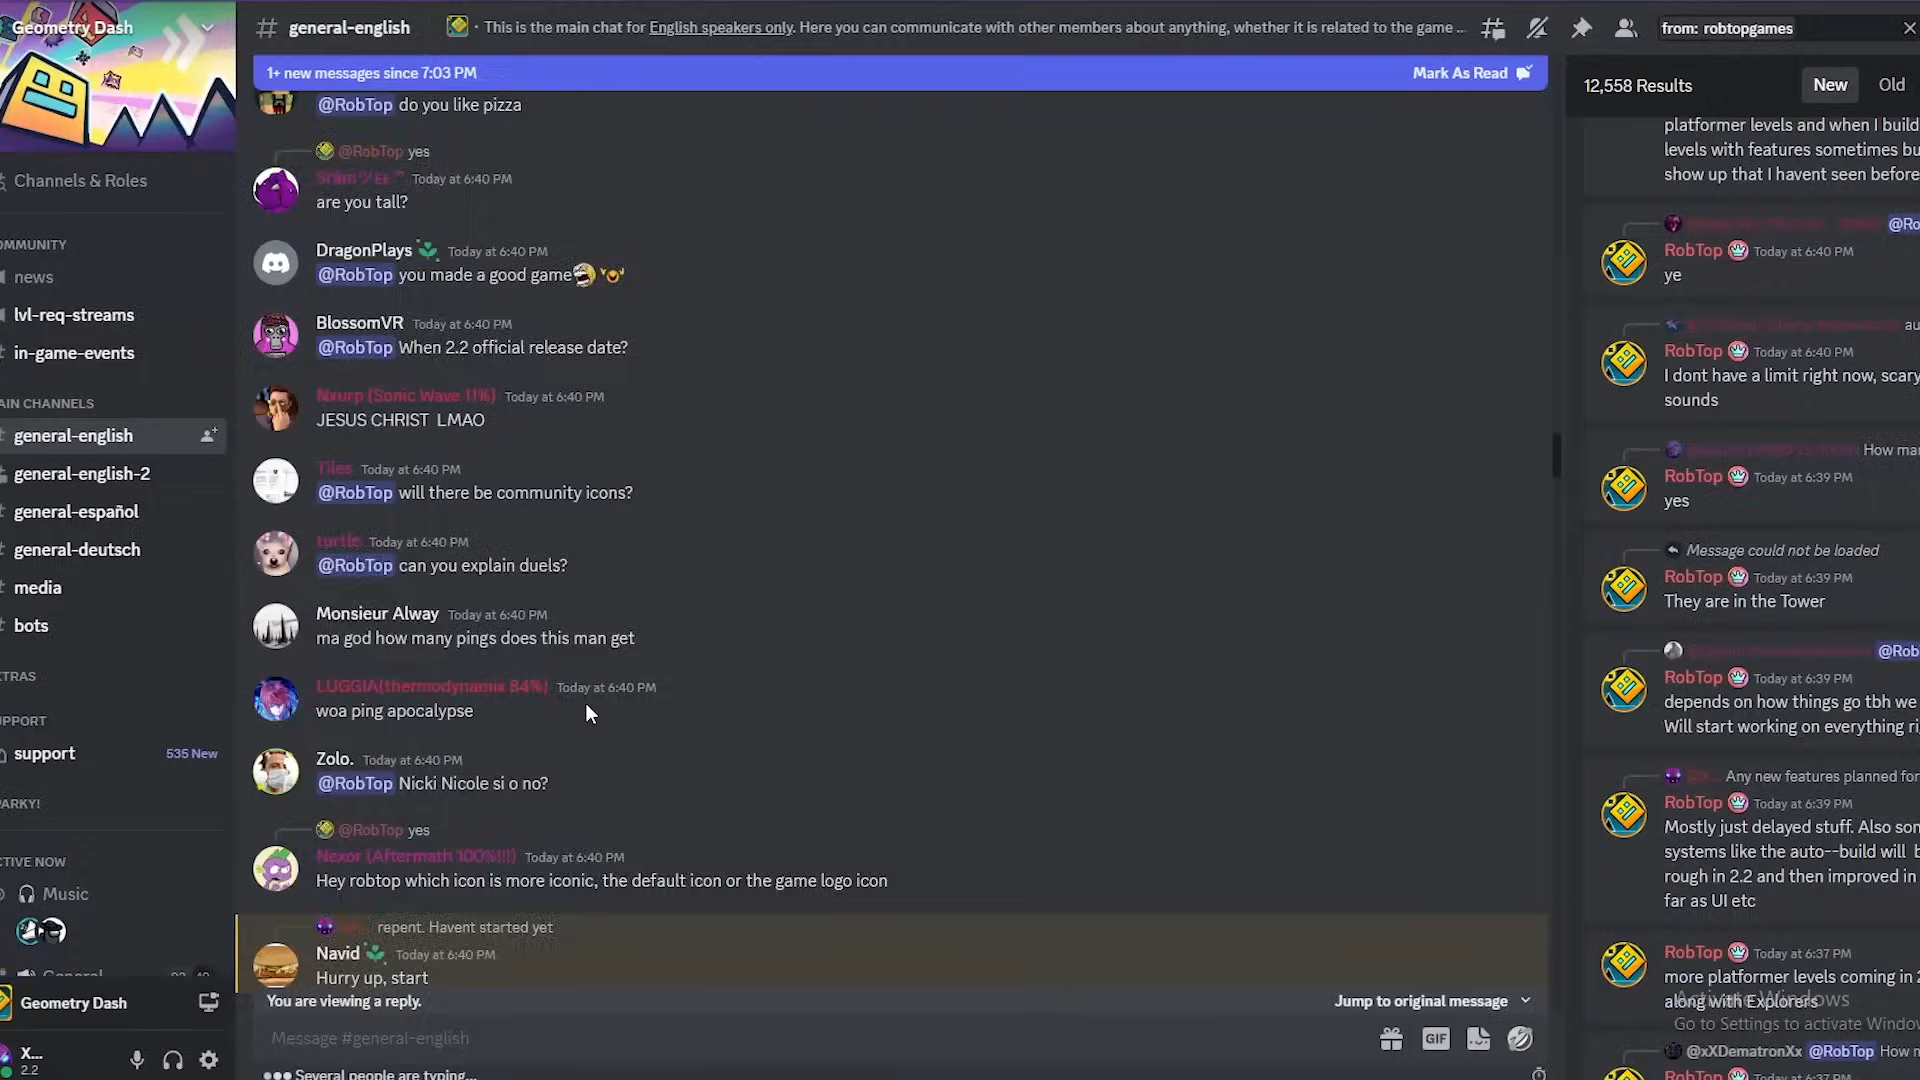 Geometry Dash
Channels & Roles
OMMUNITY
news
lvl-req-streams
in-game-events
AIN CHANNELS
general-english
general-english-2
general-español
general-deutsch
media
bots
TRAS
UPPORT
support 535 New
ARKY!
CTIVE NOW
Music
General
Geometry Dash
X...
2.2
# general-english
· This is the main chat for English speakers only. Here you can communicate with other members about anything, whether it is related to the game ...
1+ new messages since 7:03 PM Mark As Read
@RobTop do you like pizza
@RobTop yes
Today at 6:40 PM
are you tall?
DragonPlays Today at 6:40 PM
@RobTop you made a good game
BlossomVR Today at 6:40 PM
@RobTop When 2.2 official release date?
Nxurp (Sonic Wave 11%) Today at 6:40 PM
JESUS CHRIST LMAO
Tiles Today at 6:40 PM
@RobTop will there be community icons?
turtle Today at 6:40 PM
@RobTop can you explain duels?
Monsieur Alway Today at 6:40 PM
ma god how many pings does this man get
LUGGIA(thermodynamix 84%) Today at 6:40 PM
woa ping apocalypse
Zolo. Today at 6:40 PM
@RobTop Nicki Nicole si o no?
@RobTop yes
Nexor (Aftermath 100%!!!) Today at 6:40 PM
Hey robtop which icon is more iconic, the default icon or the game logo icon
repent. Havent started yet
Navid Today at 6:40 PM
Hurry up, start
You are viewing a reply. Jump to original message
Message #general-english
GIF
Several people are typing...
from: robtopgames
12,558 Results New Old
platformer levels and when I build
levels with features sometimes bu
show up that I havent seen before
@Ro
RobTop Today at 6:40 PM
ye
au
RobTop Today at 6:40 PM
I dont have a limit right now, scary
sounds
How mar
RobTop Today at 6:39 PM
yes
Message could not be loaded
RobTop Today at 6:39 PM
They are in the Tower
@Rob
RobTop Today at 6:39 PM
depends on how things go tbh we
Will start working on everything ri
Any new features planned for
RobTop Today at 6:39 PM
Mostly just delayed stuff. Also son
systems like the auto--build will b
rough in 2.2 and then improved in
far as UI etc
RobTop Today at 6:37 PM
more platformer levels coming in 2
along with Explorers
Activate Windows
Go to Settings to activate Window
@xXDematronXx @RobTop How m
RobTop Today at 6:37 PM